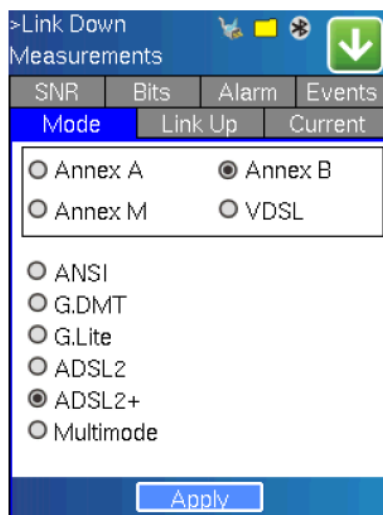 >Link Down
Measurements
SNR Bits Alarm Events
Mode Link Up Current
Annex A Annex B
Annex M VDSL
ANSI
G.DMT
G.Lite
ADSL2
ADSL2+
Multimode
Apply